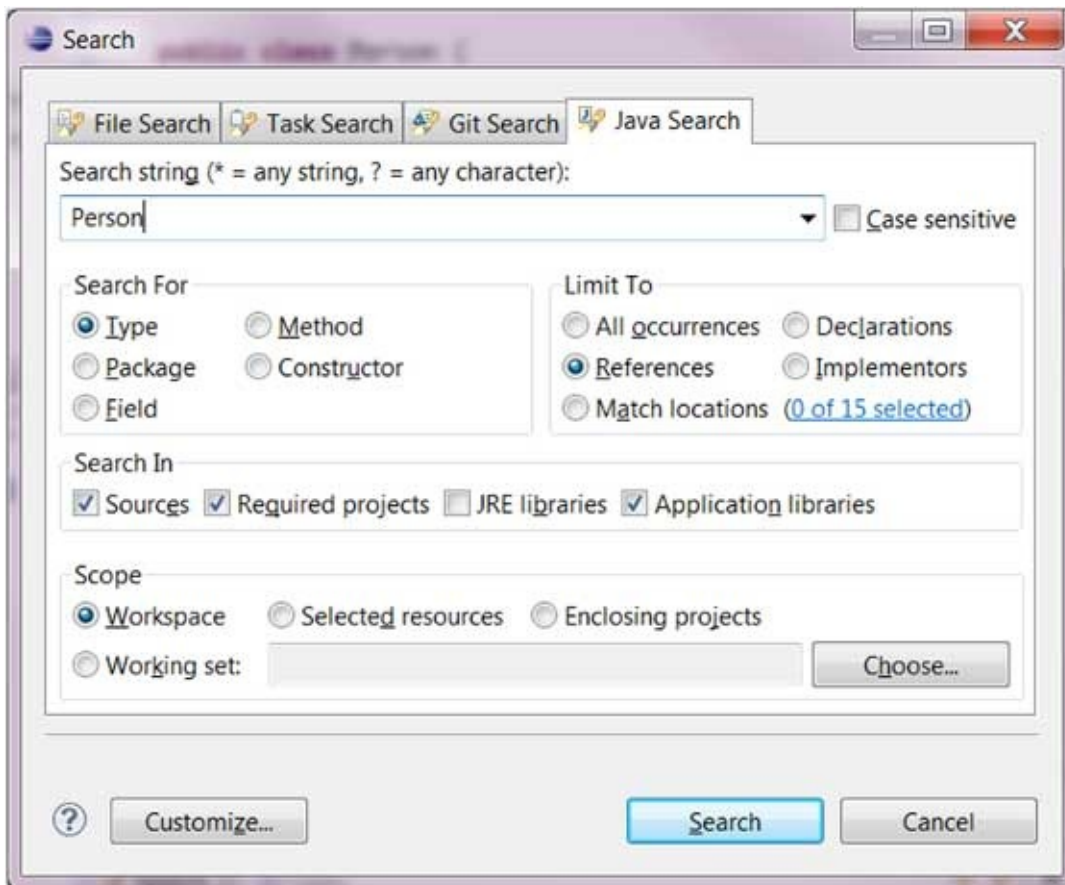 Search
public class Person {
File Search Task Search Git Search Java Search
Search string (* = any string, ? = any character):
Person Case sensitive
Search For Limit To
Type Method All occurrences Declarations
Package Constructor References Implementors
Field Match locations (0 of 15 selected)
Search In
Sources Required projects JRE libraries Application libraries
Scope
Workspace Selected resources Enclosing projects
Working set: Choose...
? Customize... Search Cancel